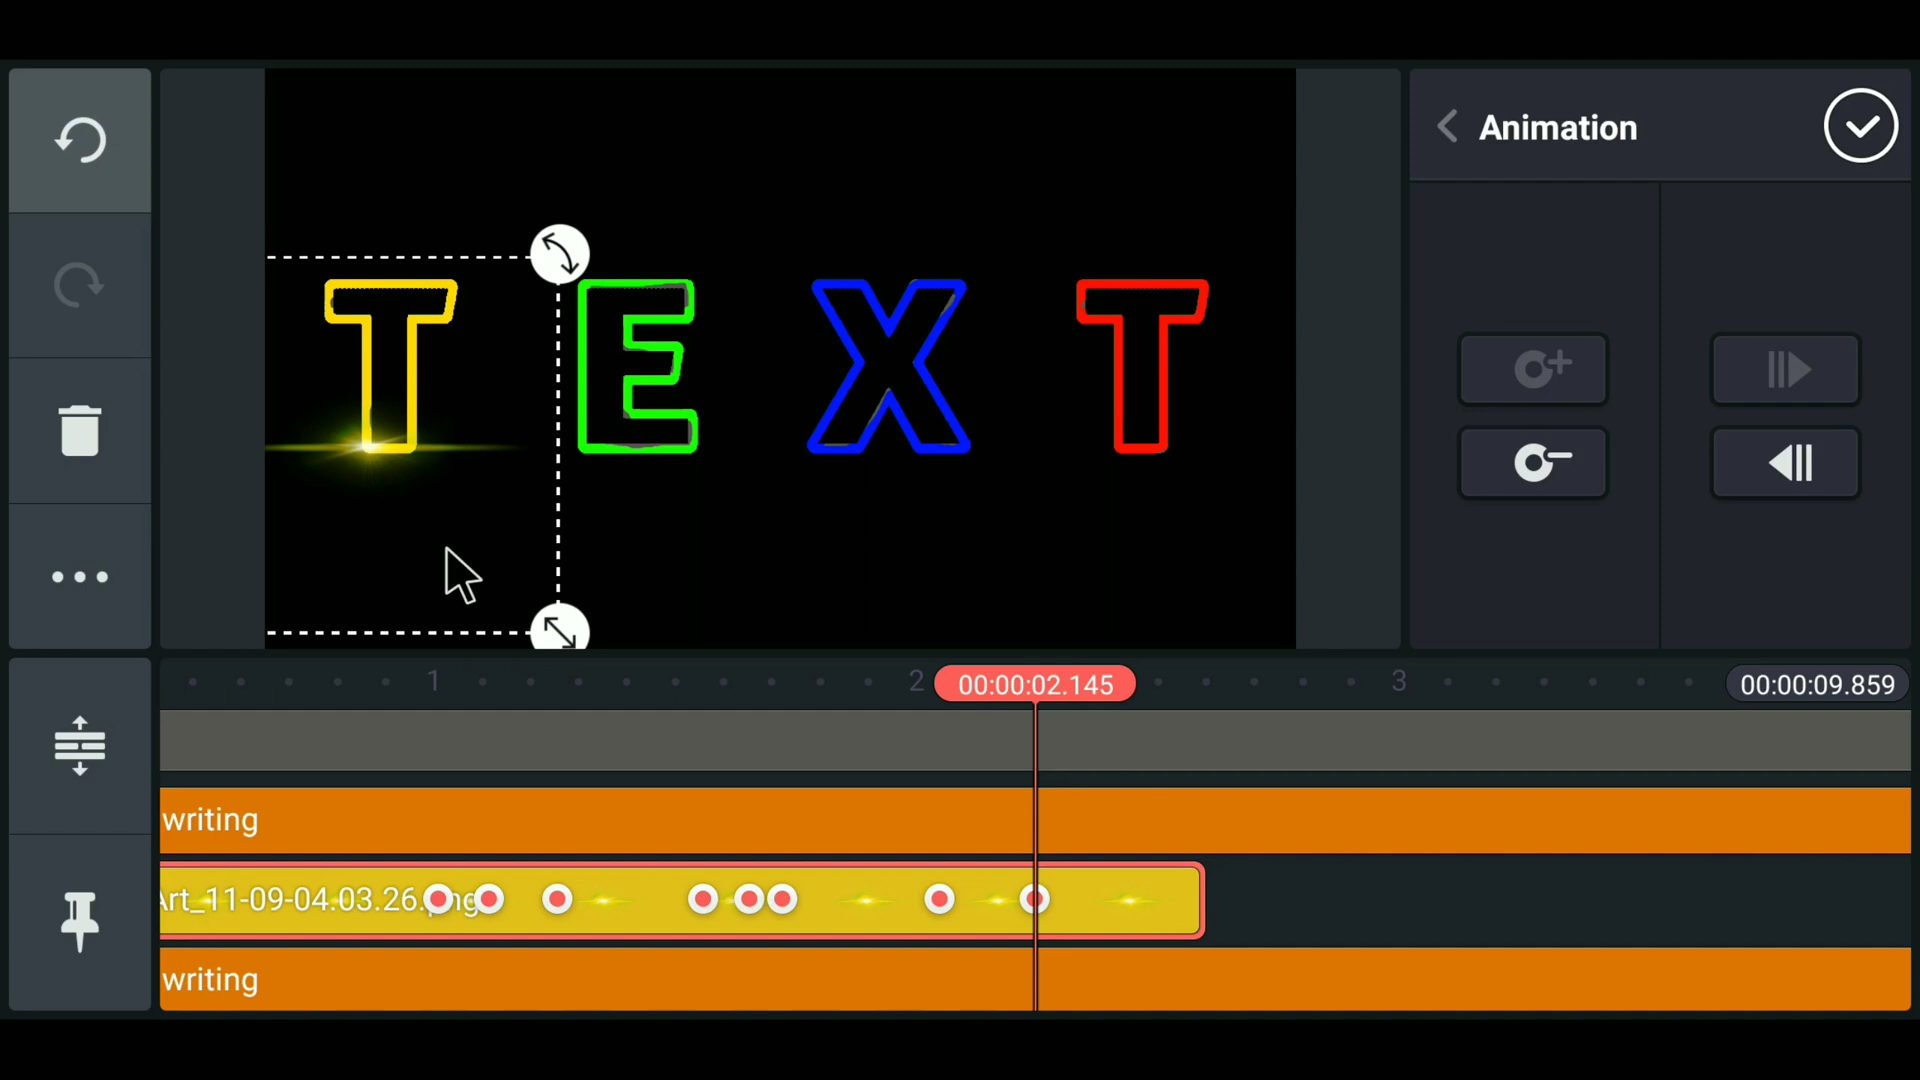 Animation
TEXT
1
2
00:00:02.145
3
00:00:09.859
writing
Art_11-09-04.03.26.png
writing